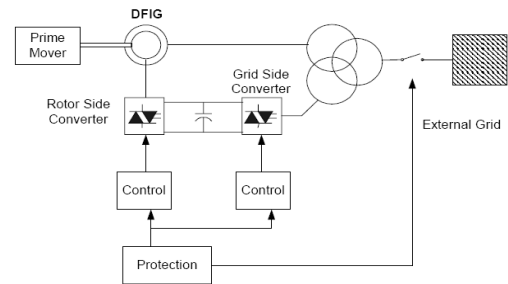 DFIG
Prime
Mover
Grid Side
Converter
Rotor Side
Converter
External Grid
Control
Control
Protection